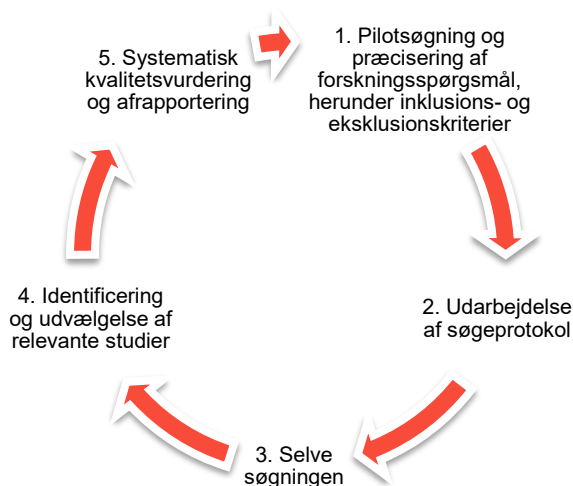 1. Pilotsøgning og
præcisering af
forskningsspørgsmål,
herunder inklusions- og
eksklusionskriterier
2. Udarbejdelse
af søgeprotokol
3. Selve
søgningen
4. Identificering
og udvælgelse af
relevante studier
5. Systematisk
kvalitetsvurdering
og afrapportering